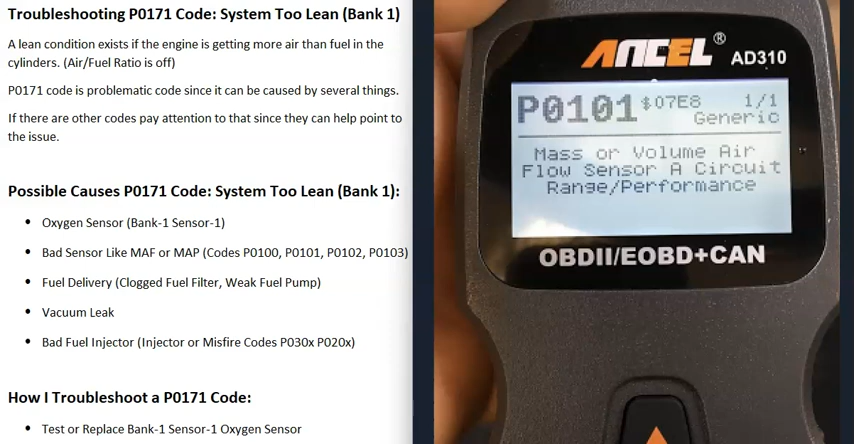 Troubleshooting P0171 Code: System Too Lean (Bank 1)
A lean condition exists if the engine is getting more air than fuel in the
cylinders. (Air/Fuel Ratio is off)
P0171 code is problematic code since it can be caused by several things.
If there are other codes pay attention to that since they can help point to
the issue.
Possible Causes P0171 Code: System Too Lean (Bank 1):
• Oxygen Sensor (Bank-1 Sensor-1)
• Bad Sensor Like MAF or MAP (Codes P0100, P0101, P0102, P0103)
• Fuel Delivery (Clogged Fuel Filter, Weak Fuel Pump)
• Vacuum Leak
• Bad Fuel Injector (Injector or Misfire Codes P030x P020x)
How I Troubleshoot a P0171 Code:
• Test or Replace Bank-1 Sensor-1 Oxygen Sensor
ANCEL® AD310
P0101 $07E8 1/1
Generic
Mass or Volume Air
Flow Sensor A Circuit
Range/Performance
OBDII/EOBD+CAN